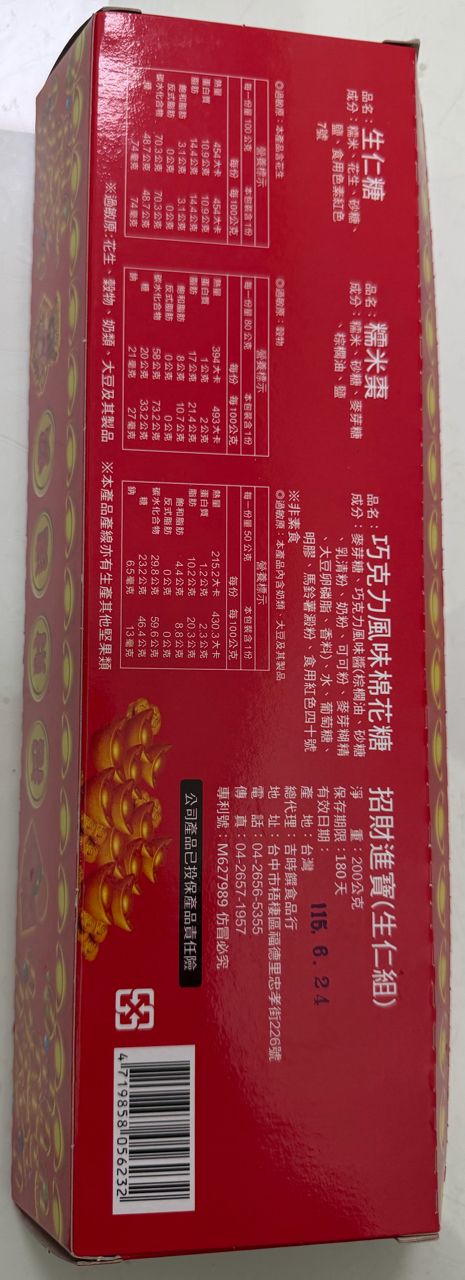 品名：生仁糖
成分：糯米、花生、砂糖、
鹽、食用色素紅色
7號
◎過敏原：本產品含花生
營養標示
每一份量 100 公克
本包裝含 1份
每份 每100公克
熱量 454大卡 454大卡
蛋白質 10.9公克 10.9公克
脂肪 14.4公克 14.4公克
飽和脂肪 3.1公克 3.1公克
反式脂肪 0公克 0公克
碳水化合物 70.3公克 70.3公克
糖 48.7公克 48.7公克
鈉 74毫克 74毫克
品名：糯米棗
成分：糯米、砂糖、麥芽糖
、棕櫚油、鹽
◎過敏原：穀物
營養標示
每一份量 80 公克
本包裝含 1份
每份 每100公克
熱量 394大卡 493大卡
蛋白質 1公克 2公克
脂肪 17公克 21.4公克
飽和脂肪 8公克 10.7公克
反式脂肪 0公克 0公克
碳水化合物 58公克 73.2公克
糖 20公克 33.2公克
鈉 21毫克 27毫克
品名：巧克力風味棉花糖
成分：麥芽糖、巧克力風味醬(棕櫚油、砂糖
、乳清粉、奶粉、可可粉、麥芽糊精
、大豆卵磷脂、香料)、水、葡萄糖、
明膠、馬鈴薯澱粉、食用紅色四十號
※非素食
◎過敏原：本產品內含奶類、大豆及其製品
營養標示
每一份量 50 公克
本包裝含 1份
每份 每100公克
熱量 215.2大卡 430.3大卡
蛋白質 1.2公克 2.3公克
脂肪 10.2公克 20.3公克
飽和脂肪 4.4公克 8.8公克
反式脂肪 0公克 0公克
碳水化合物 29.8公克 59.6公克
糖 23.2公克 46.4公克
鈉 6.5毫克 13毫克
※過敏原:花生、穀物、奶類、大豆及其製品 ※本產品產線亦有生產其他堅果類
招財進寶(生仁組)
淨 重：200公克
保存期限：180天
有效日期：
115. 6. 24
產 地：台灣
總代理：吉時饌食品行
地 址：台中市梧棲區福德里忠孝街226號
電 話：04-2656-5355
傳 真：04-2657-1957
專利號：M627989 仿冒必究
公司產品已投保產品責任險
4 719858 056232